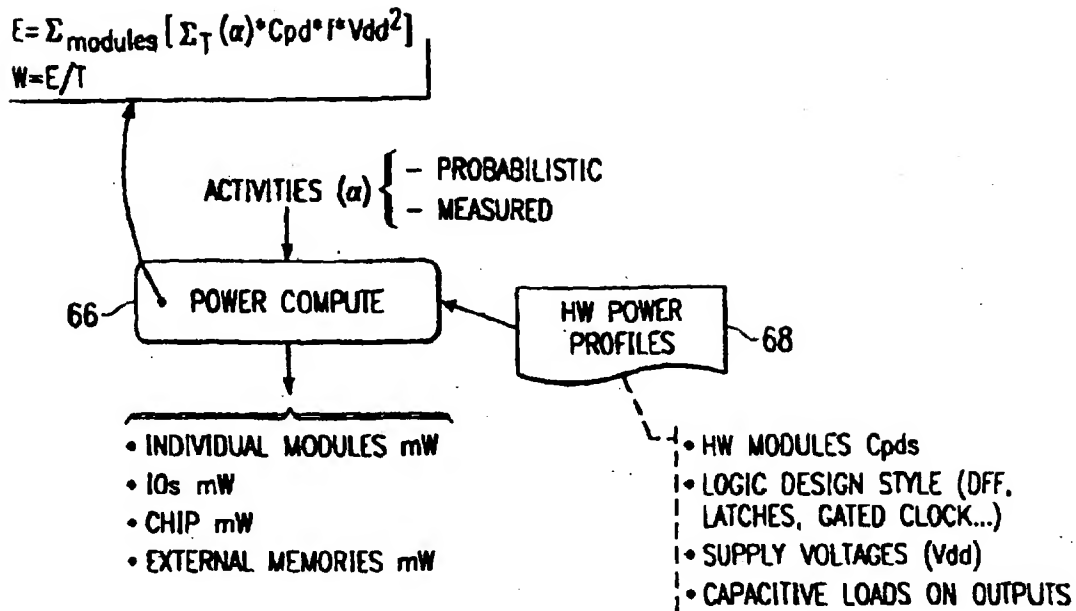 E=Σmodules[ΣT(α)*Cpd*f*Vdd²]
W=E/T
ACTIVITIES (α)
- PROBABILISTIC
- MEASURED
66
POWER COMPUTE
HW POWER
PROFILES
68
• INDIVIDUAL MODULES mW
• IOs mW
• CHIP mW
• EXTERNAL MEMORIES mW
• HW MODULES Cpds
• LOGIC DESIGN STYLE (DFF,
LATCHES, GATED CLOCK...)
• SUPPLY VOLTAGES (Vdd)
• CAPACITIVE LOADS ON OUTPUTS